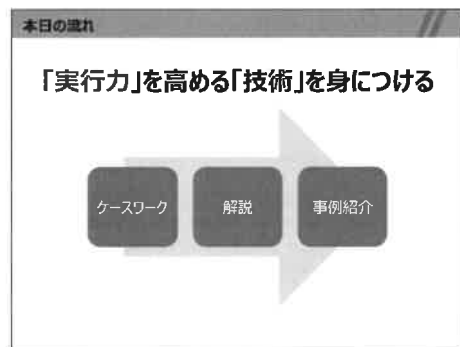 本日の流れ
「実行力」を高める「技術」を身につける
ケースワーク
解説
事例紹介